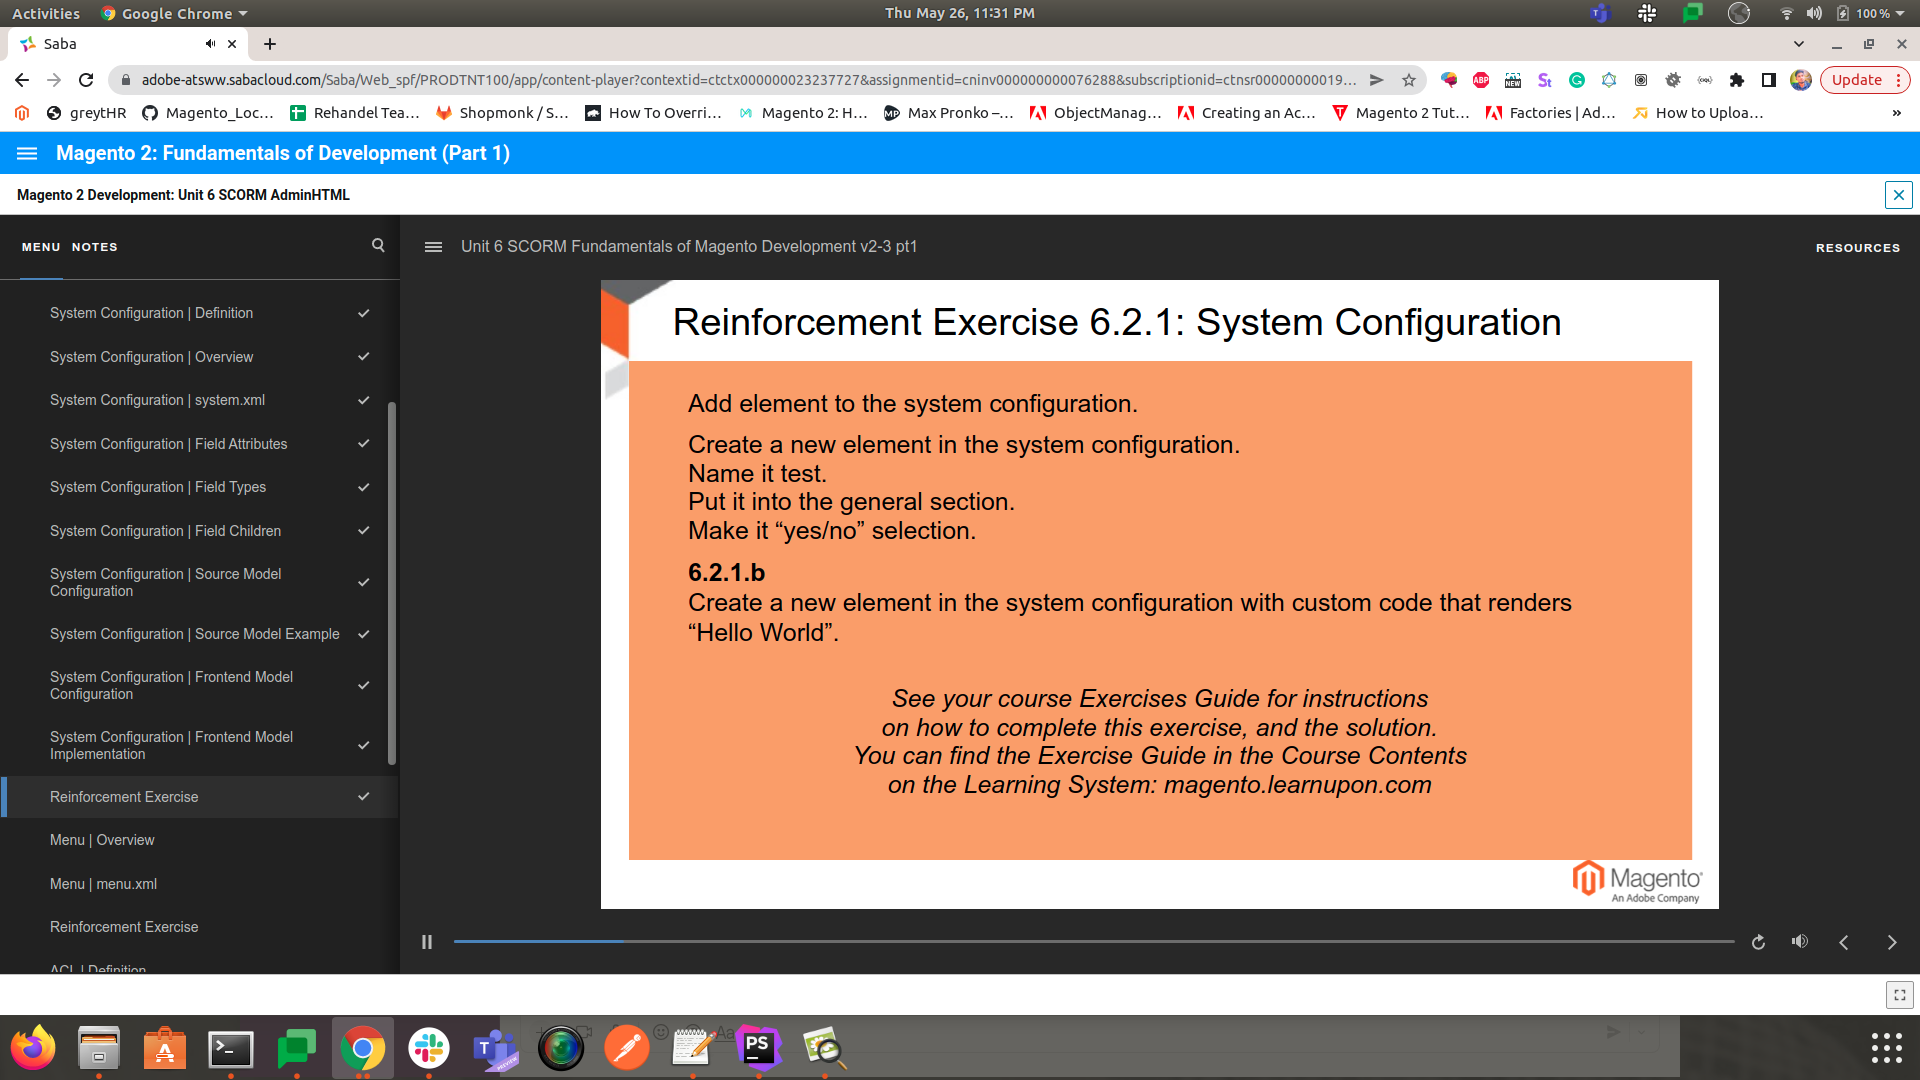 Activities
Google Chrome
Thu May 26, 11:31 PM
100 %
Saba
adobe-atsww.sabacloud.com/Saba/Web_spf/PRODTNT100/app/content-player?contextid=ctctx000000023237727&assignmentid=cninv000000000076288&subscriptionid=ctnsr00000000019...
ABP
NEW
Update
greytHR
Magento_Loc...
Rehandel Tea...
Shopmonk / S...
How To Overri...
Magento 2: H...
Max Pronko –...
ObjectManag...
Creating an Ac...
Magento 2 Tut...
Factories | Ad...
How to Uploa...
Magento 2: Fundamentals of Development (Part 1)
Magento 2 Development: Unit 6 SCORM AdminHTML
MENU
NOTES
Unit 6 SCORM Fundamentals of Magento Development v2-3 pt1
RESOURCES
System Configuration | Definition
System Configuration | Overview
System Configuration | system.xml
System Configuration | Field Attributes
System Configuration | Field Types
System Configuration | Field Children
System Configuration | Source Model
Configuration
System Configuration | Source Model Example
System Configuration | Frontend Model
Configuration
System Configuration | Frontend Model
Implementation
Reinforcement Exercise
Menu | Overview
Menu | menu.xml
Reinforcement Exercise
ACL | Definition
Reinforcement Exercise 6.2.1: System Configuration
Add element to the system configuration.
Create a new element in the system configuration.
Name it test.
Put it into the general section.
Make it “yes/no” selection.
6.2.1.b
Create a new element in the system configuration with custom code that renders
“Hello World”.
See your course Exercises Guide for instructions
on how to complete this exercise, and the solution.
You can find the Exercise Guide in the Course Contents
on the Learning System: magento.learnupon.com
Magento
An Adobe Company
PS